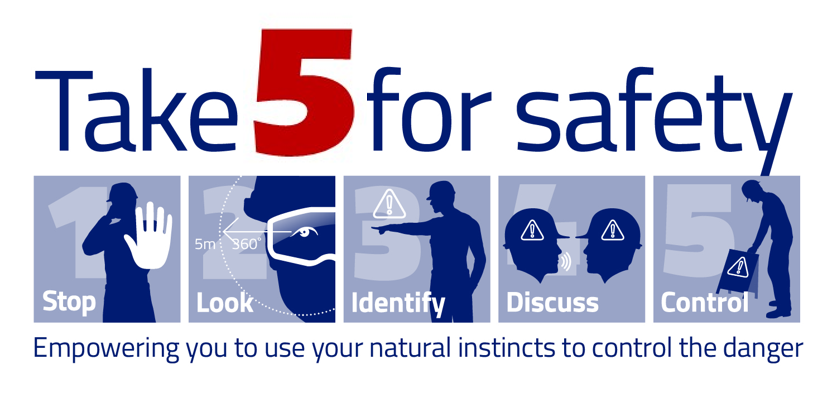 Take 5 for safety
1
Stop
2
5m 360°
Look
3
Identify
4
Discuss
5
Control
Empowering you to use your natural instincts to control the danger